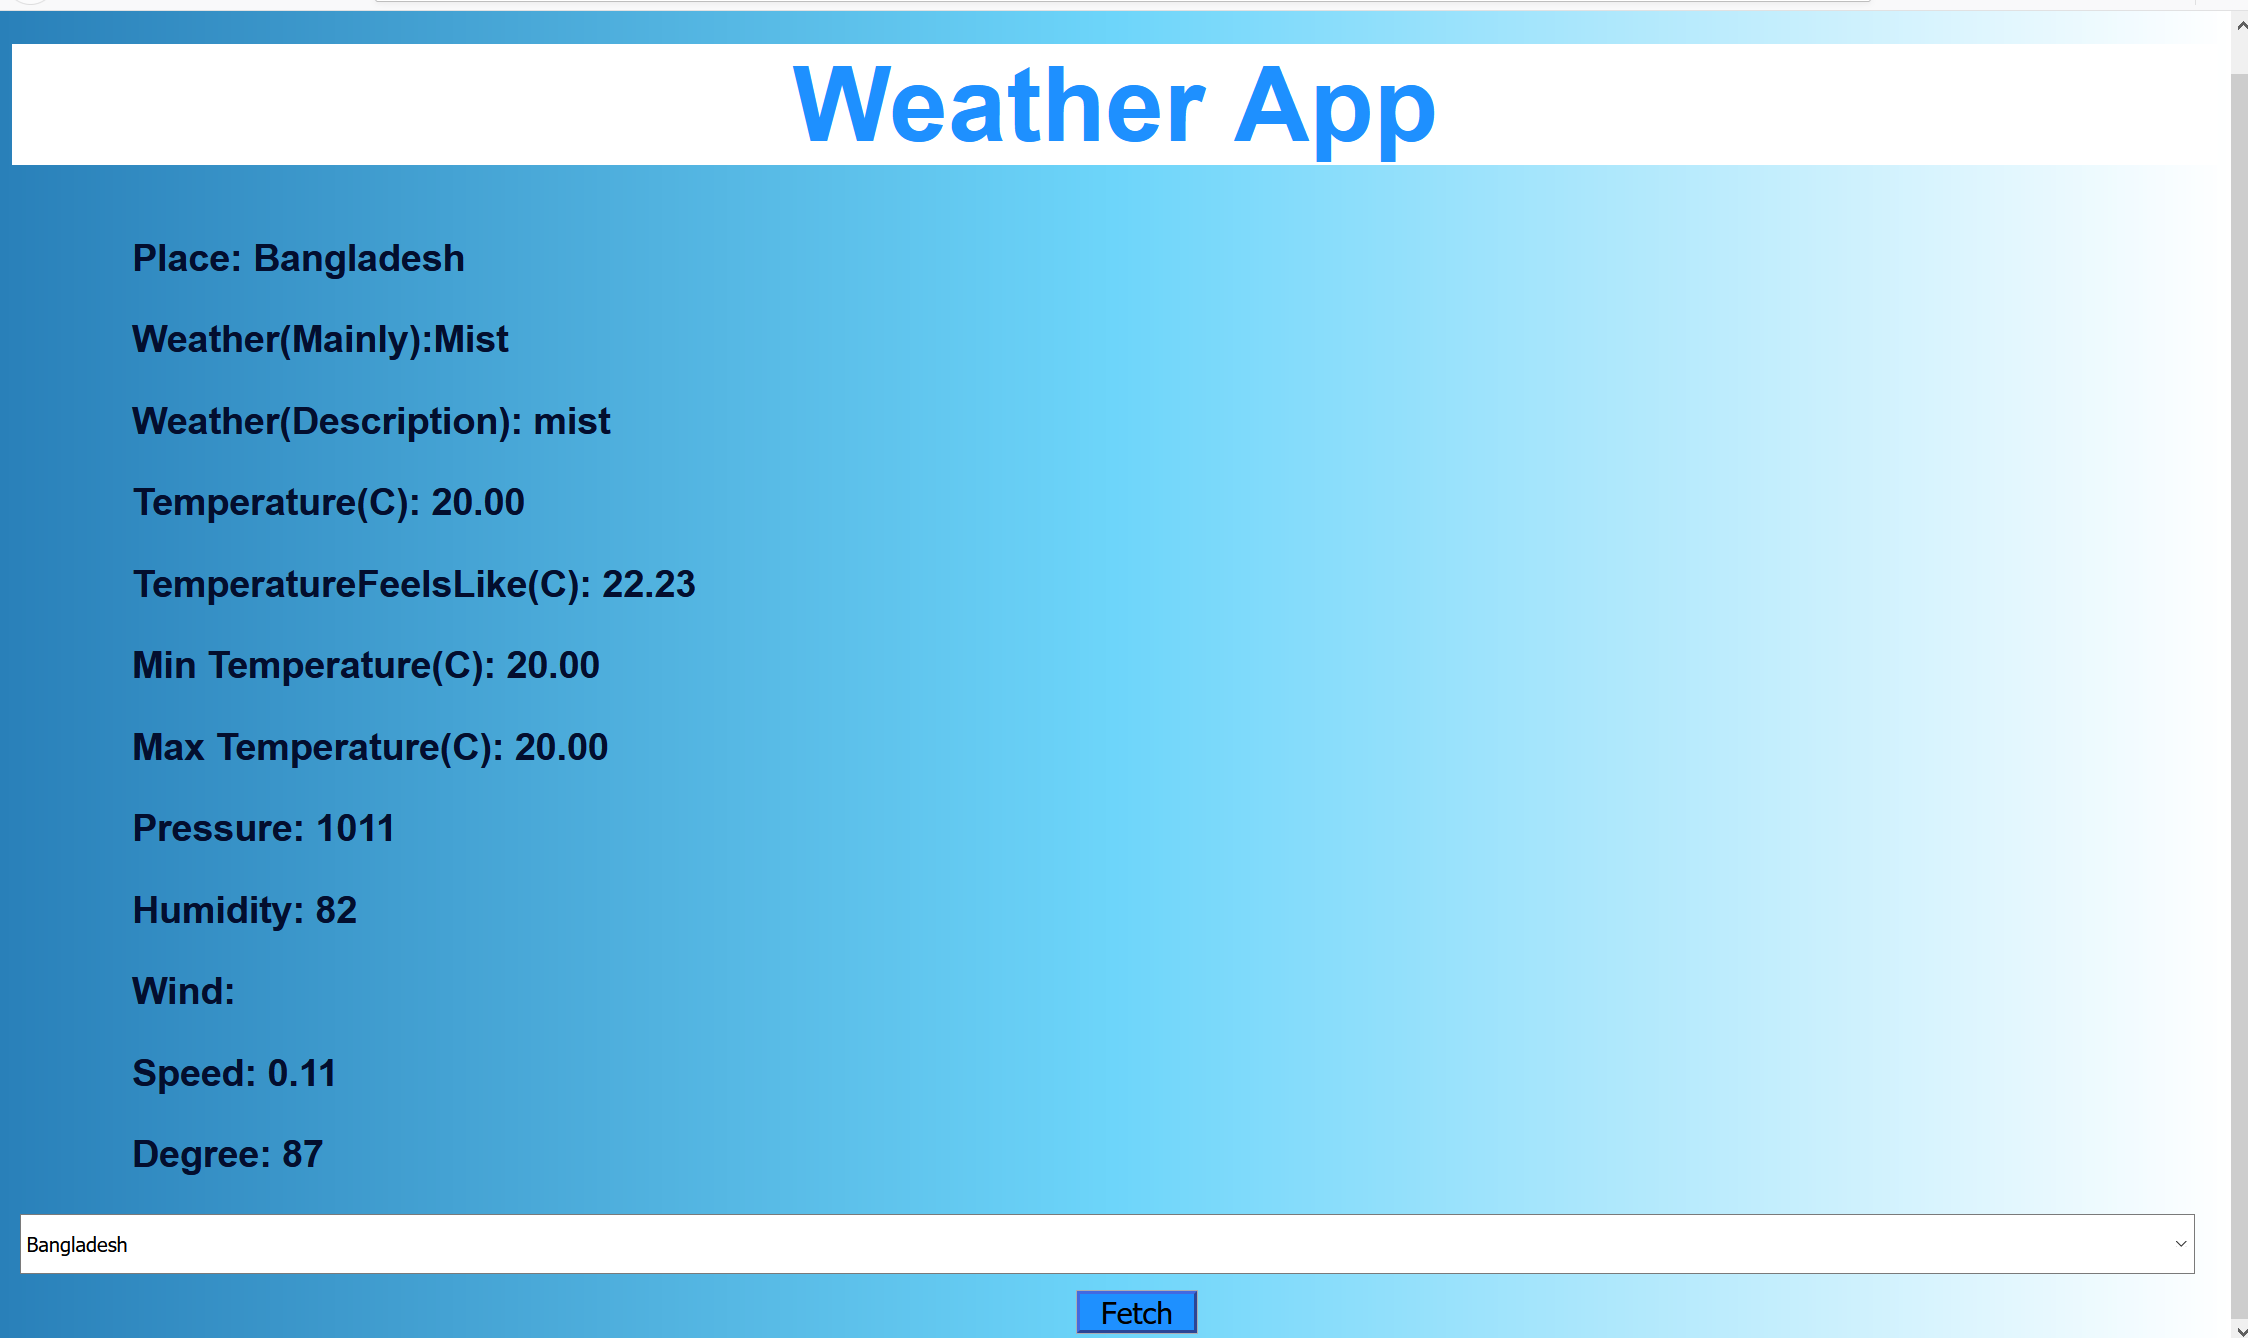 Weather App
Place: Bangladesh
Weather(Mainly):Mist
Weather(Description): mist
Temperature(C): 20.00
TemperatureFeelsLike(C): 22.23
Min Temperature(C): 20.00
Max Temperature(C): 20.00
Pressure: 1011
Humidity: 82
Wind:
Speed: 0.11
Degree: 87
Bangladesh
Fetch